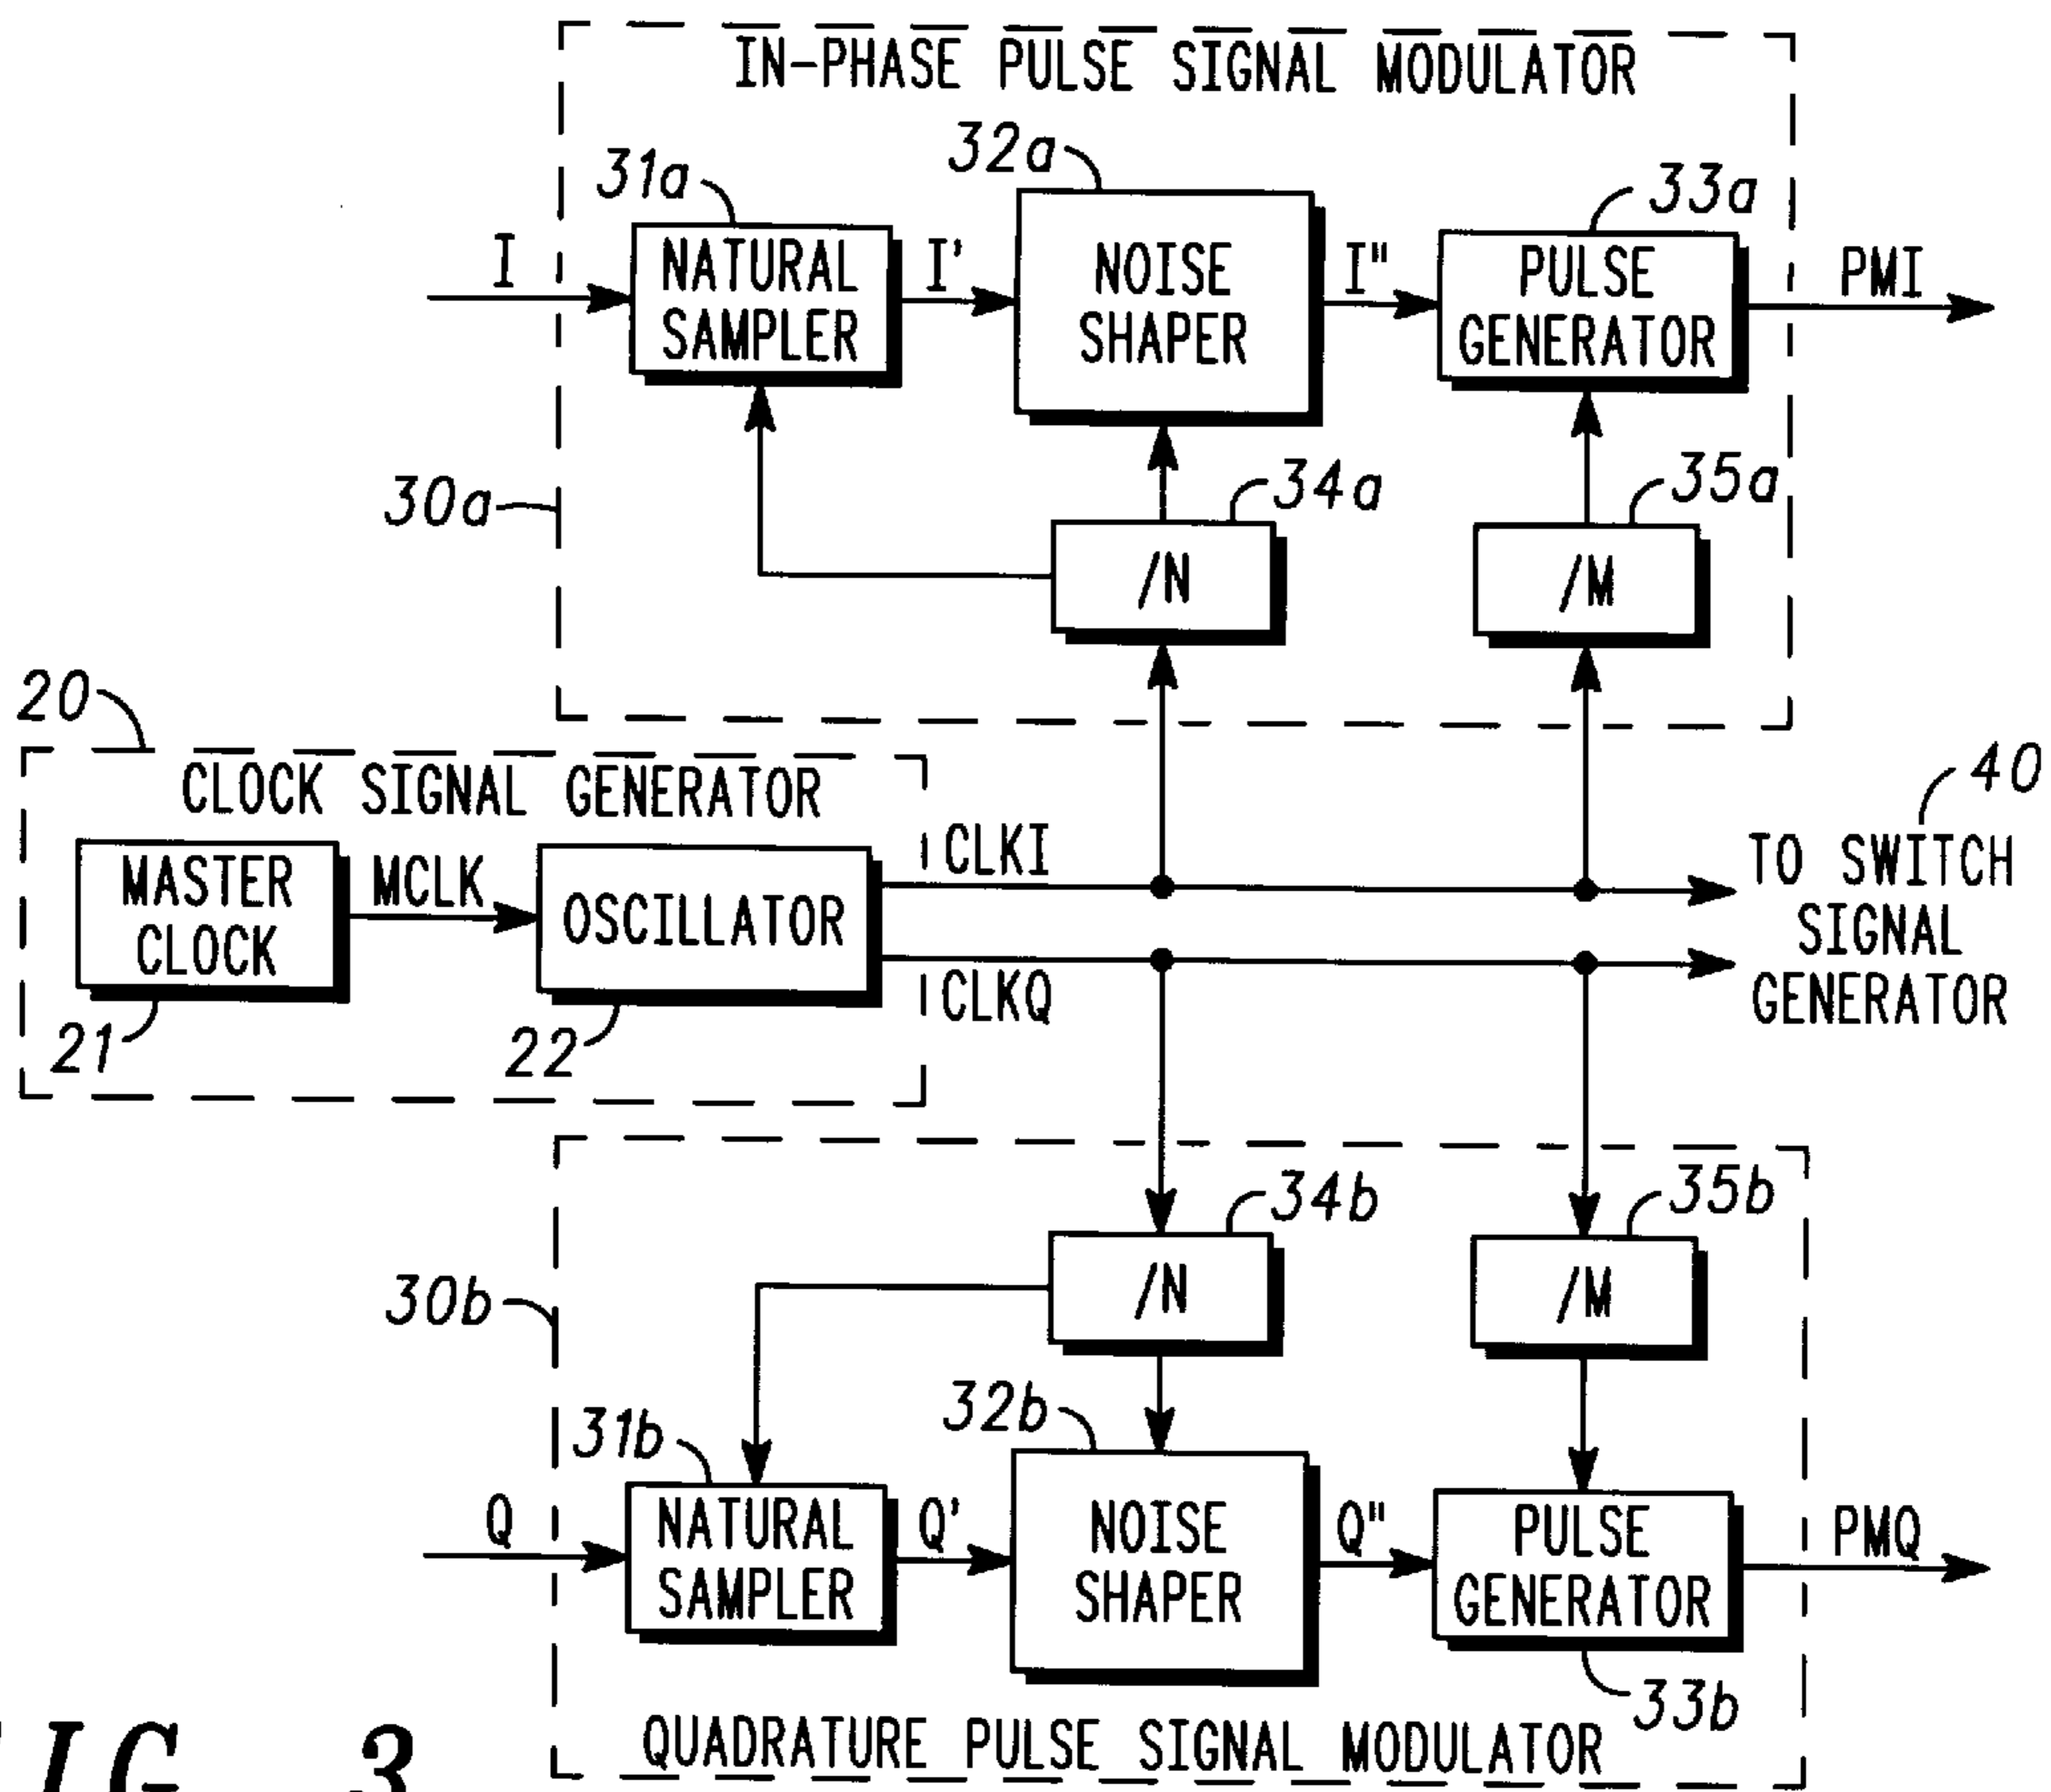 IN-PHASE PULSE SIGNAL MODULATOR
32a
31a
33a
I
NATURAL
SAMPLER
I'
NOISE
SHAPER
I"
PULSE
GENERATOR
PMI
30a
34a
35a
/N
/M
20
40
CLOCK SIGNAL GENERATOR
MASTER
CLOCK
MCLK
OSCILLATOR
CLKI
CLKQ
TO SWITCH
SIGNAL
GENERATOR
21
22
34b
35b
30b
/N
/M
31b
32b
Q
NATURAL
SAMPLER
Q'
NOISE
SHAPER
Q"
PULSE
GENERATOR
PMQ
33b
QUADRATURE PULSE SIGNAL MODULATOR
IG 3